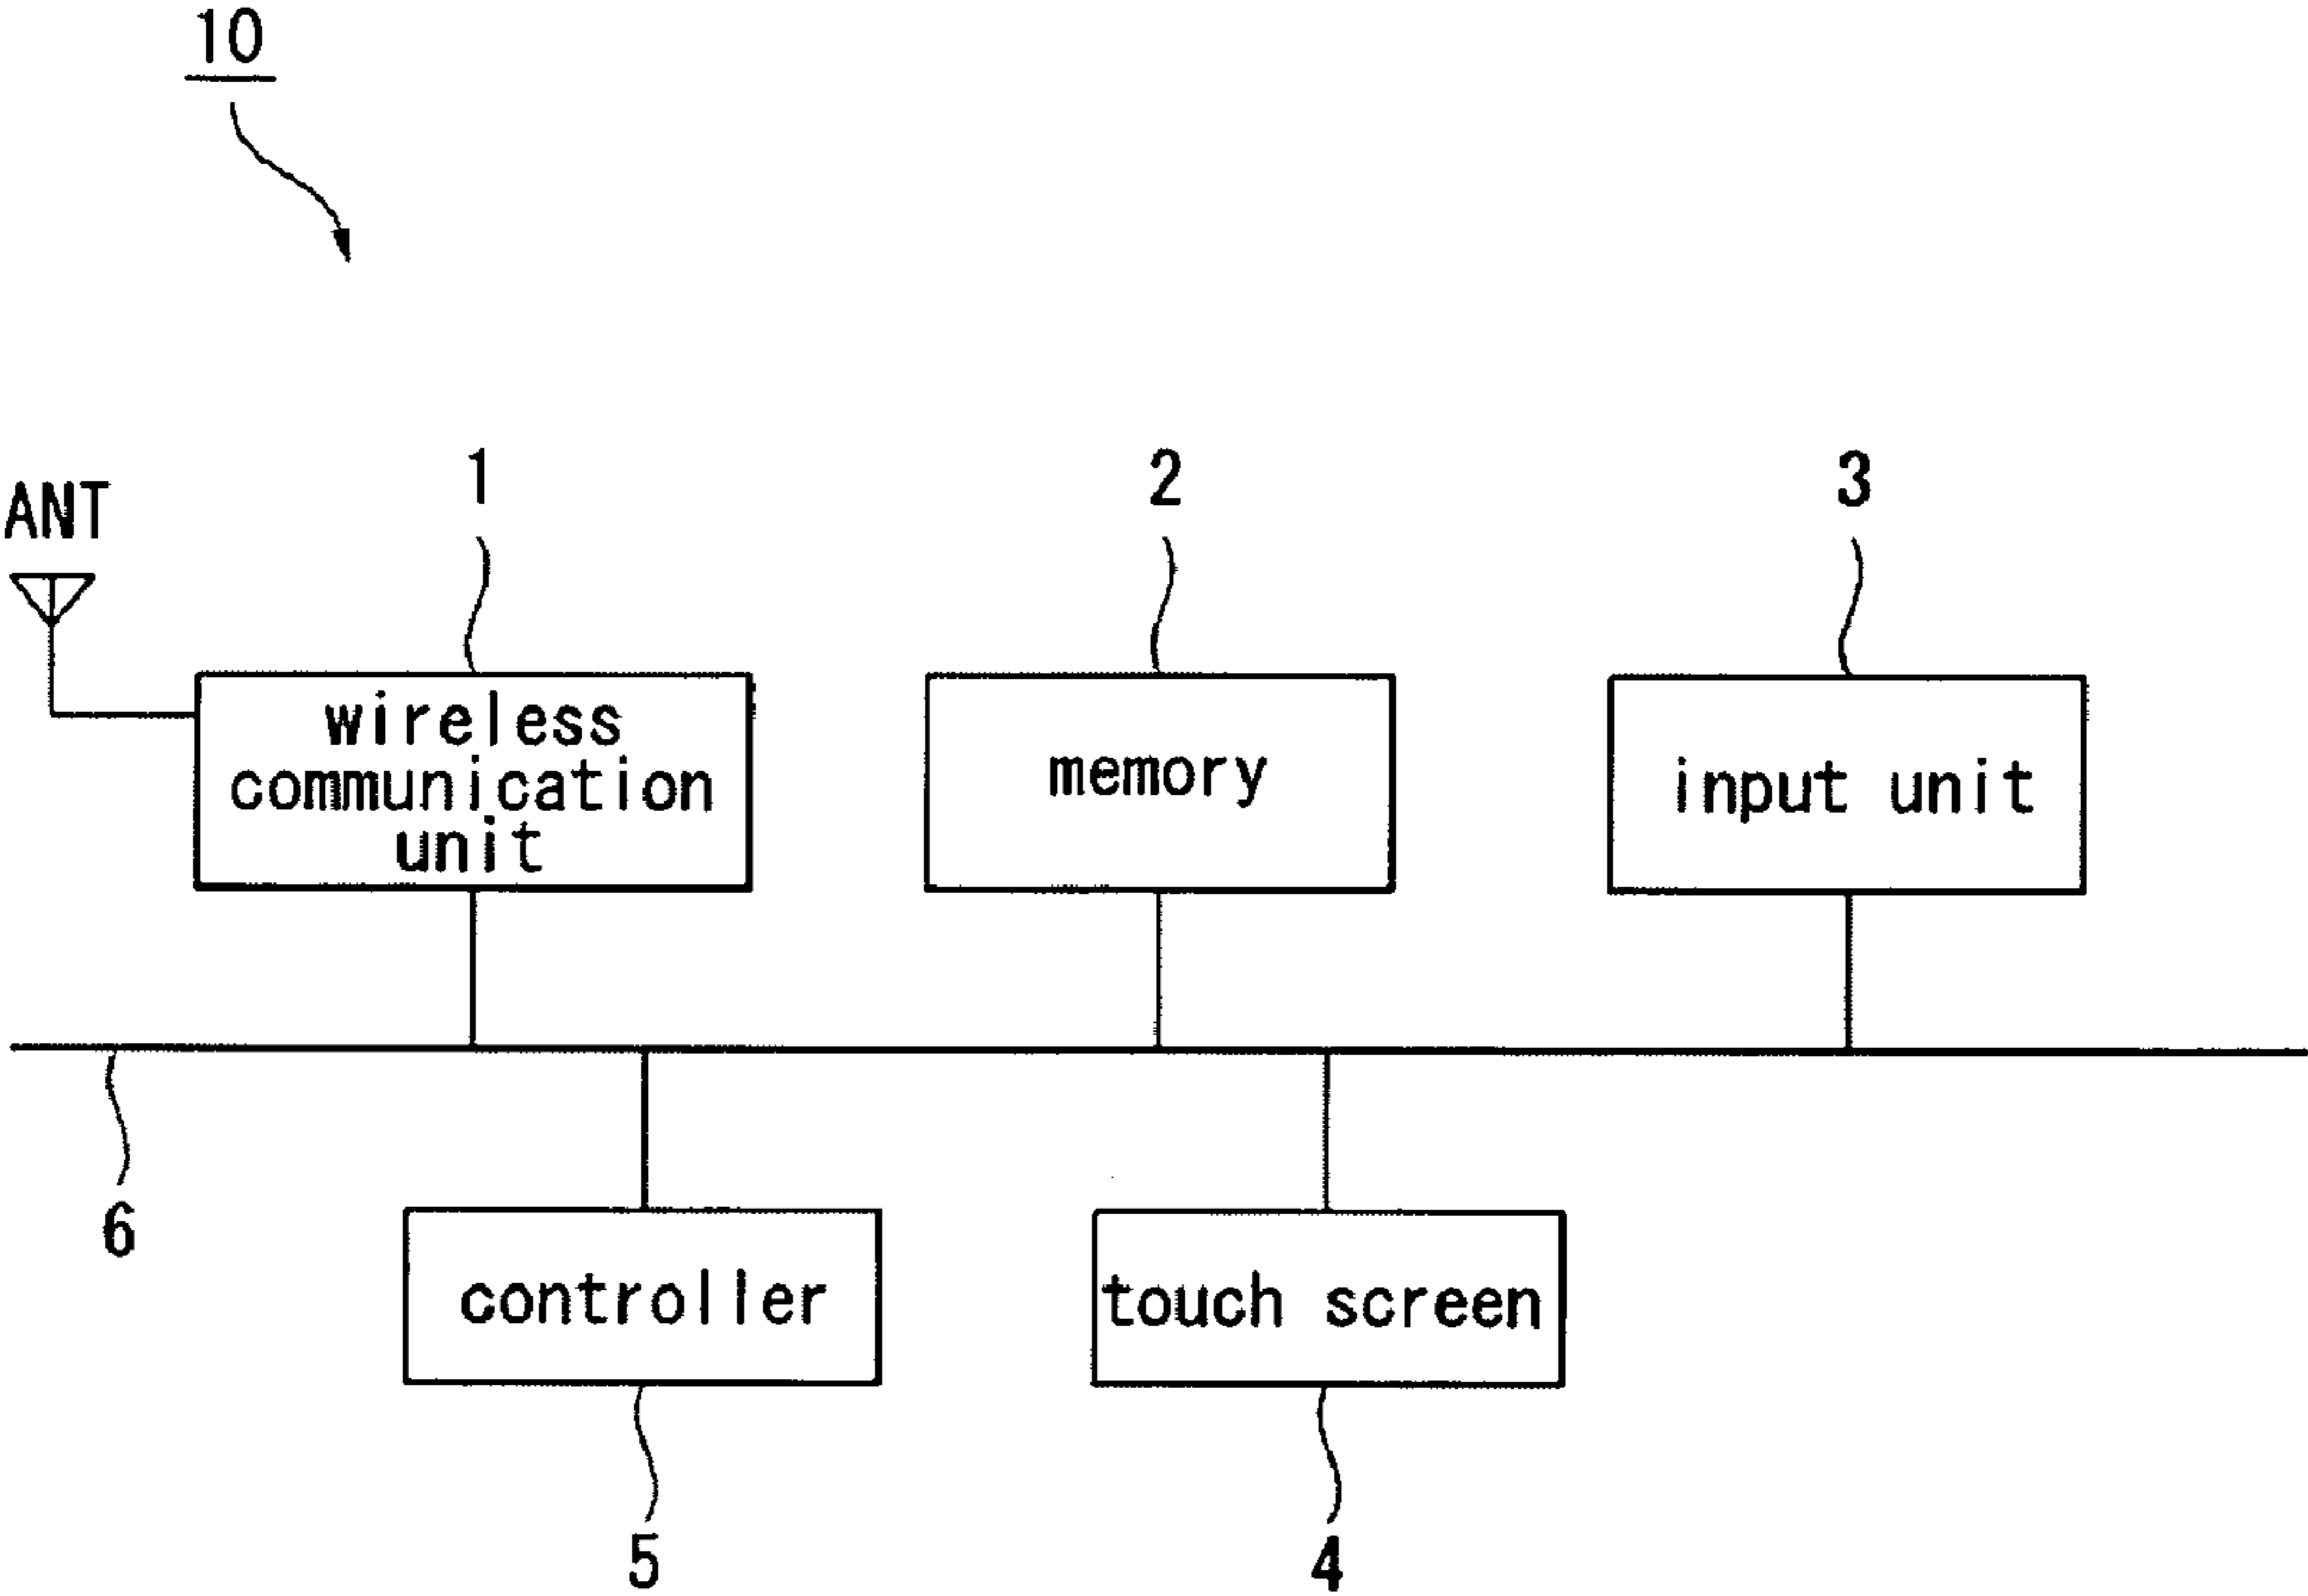 10
1
2
3
ANT
wireless
communication
unit
memory
input unit
6
controller
touch screen
5
4